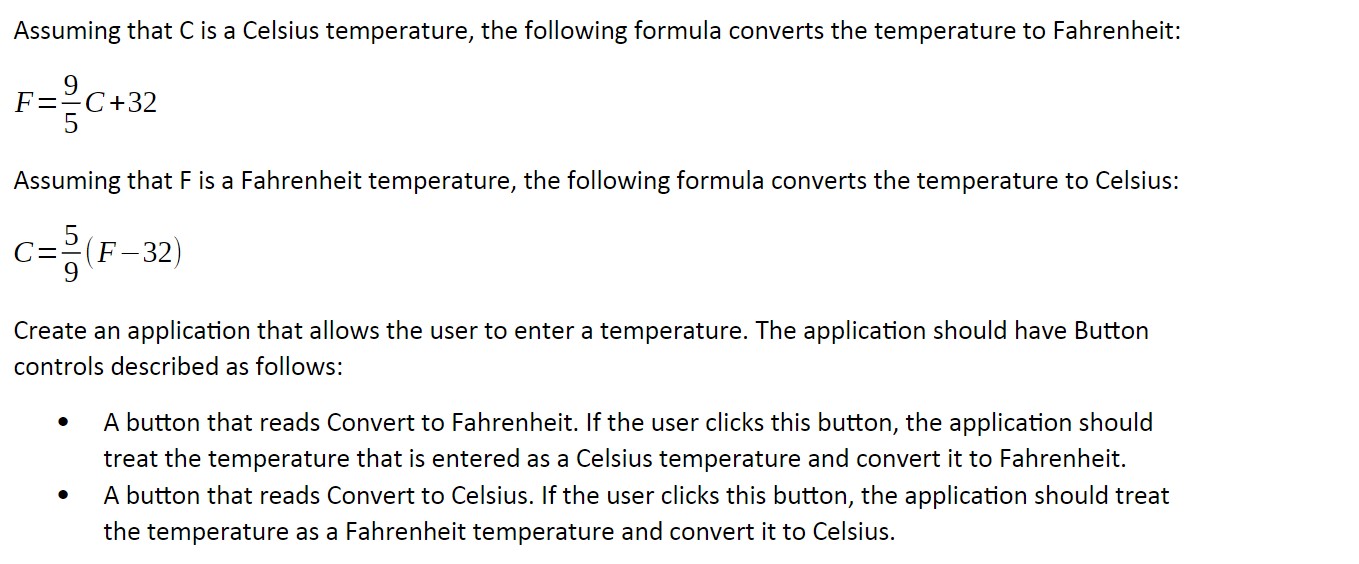 Assuming that C is a Celsius temperature, the following formula converts the temperature to Fahrenheit:
F=9/5 C+32
Assuming that F is a Fahrenheit temperature, the following formula converts the temperature to Celsius:
C=5/9 (F−32)
Create an application that allows the user to enter a temperature. The application should have Button
controls described as follows:
• A button that reads Convert to Fahrenheit. If the user clicks this button, the application should
treat the temperature that is entered as a Celsius temperature and convert it to Fahrenheit.
• A button that reads Convert to Celsius. If the user clicks this button, the application should treat
the temperature as a Fahrenheit temperature and convert it to Celsius.